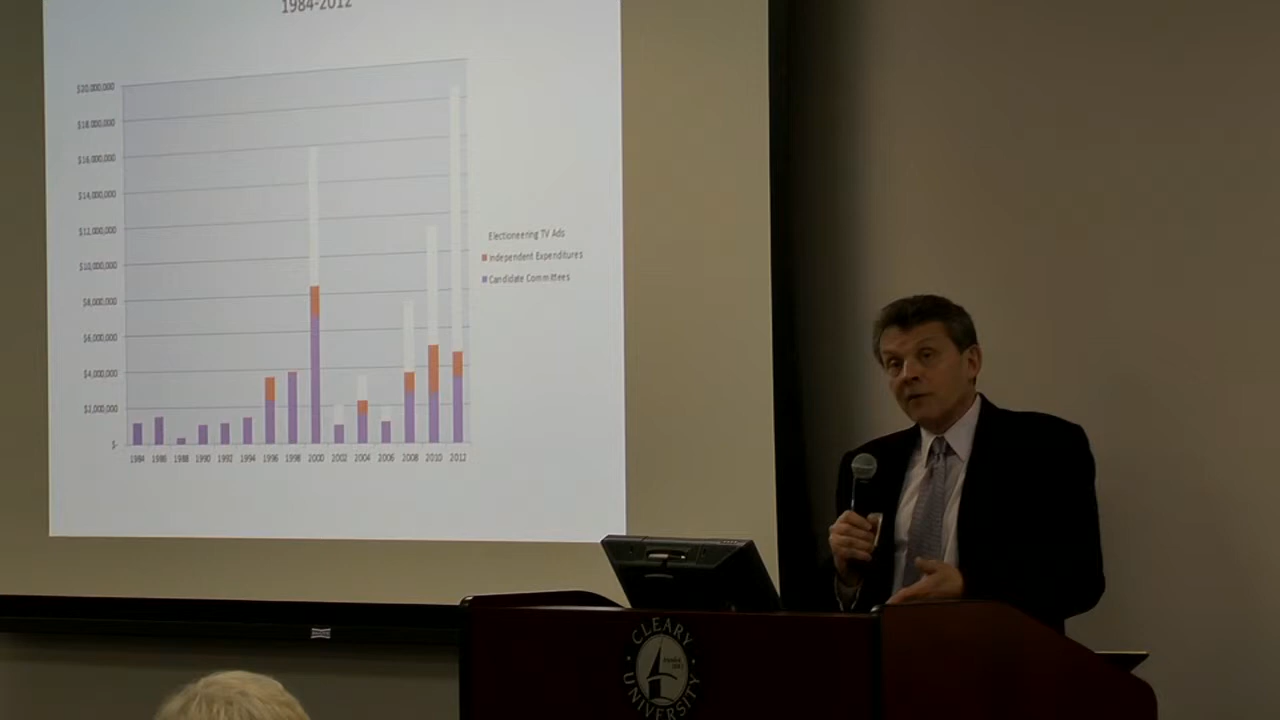 1984-2012
$20,000,000
$18,000,000
$16,000,000
$14,000,000
$12,000,000
$10,000,000
$8,000,000
$6,000,000
$4,000,000
$2,000,000
$-
1984 1986 1988 1990 1992 1994 1996 1998 2000 2002 2004 2006 2008 2010 2012
Electioneering TV Ads
Independent Expenditures
Candidate Committees
CLEARY
UNIVERSITY